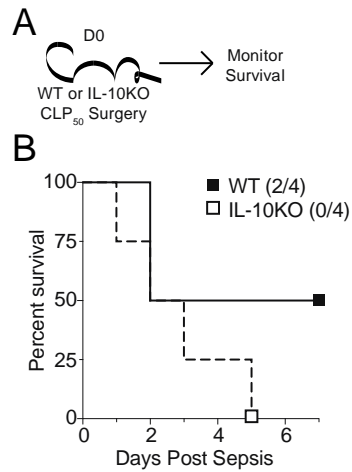 A
D0
WT or IL-10KO
CLP₅₀ Surgery
Monitor
Survival
B
WT (2/4)
IL-10KO (0/4)
Percent survival
100
75
50
25
0
0 2 4 6
Days Post Sepsis